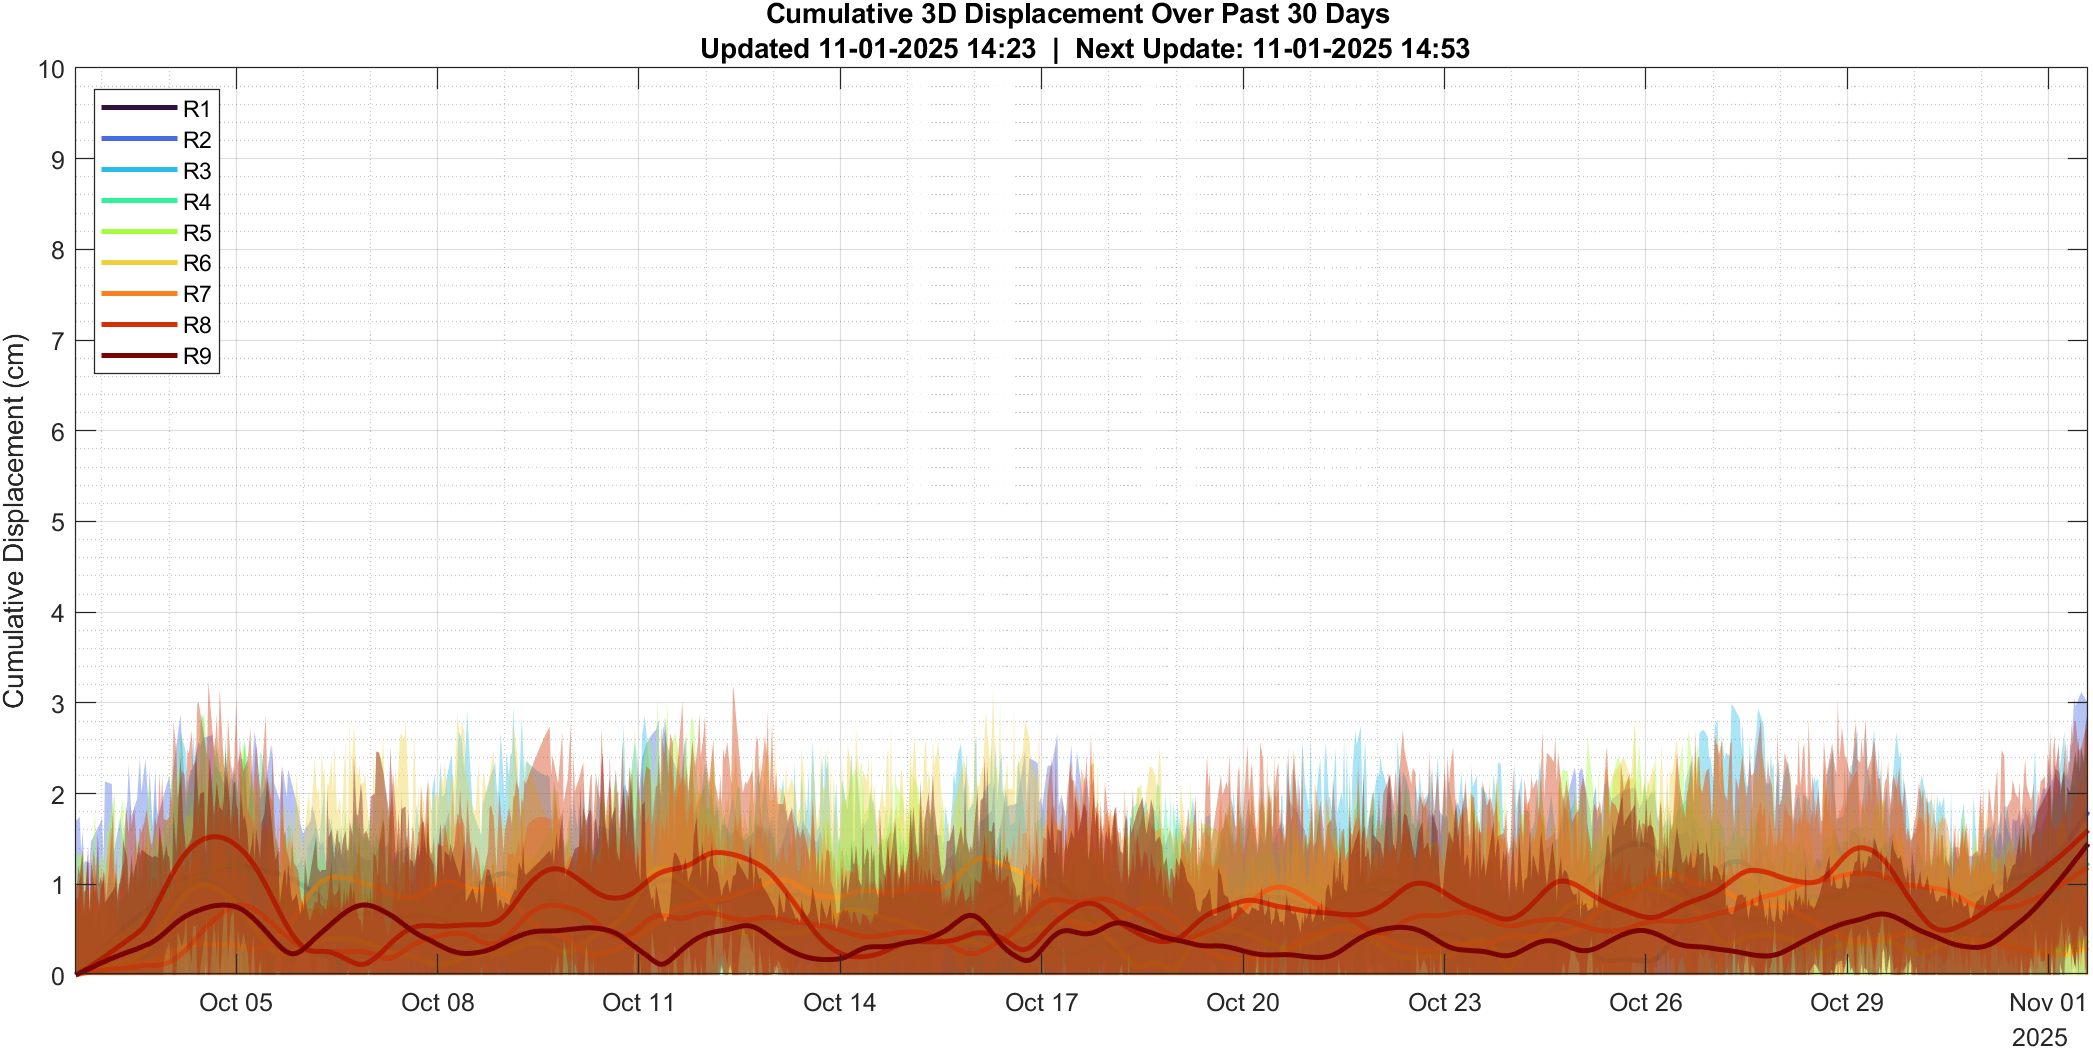 Cumulative 3D Displacement Over Past 30 Days
Updated 11-01-2025 14:23 | Next Update: 11-01-2025 14:53
Cumulative Displacement (cm)
10
9
8
7
6
5
4
3
2
1
0
R1
R2
R3
R4
R5
R6
R7
R8
R9
Oct 05 Oct 08 Oct 11 Oct 14 Oct 17 Oct 20 Oct 23 Oct 26 Oct 29 Nov 01
2025